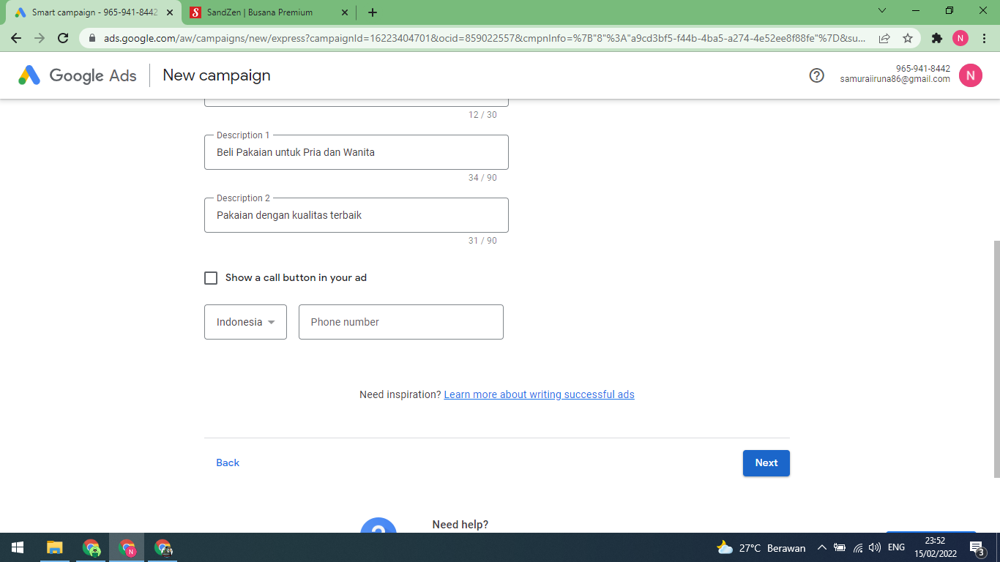 Smart campaign - 965-941-8442
SandZen | Busana Premium
ads.google.com/aw/campaigns/new/express?campaignId=16223404701&ocid=859022557&cmpnInfo=%7B"8"%3A"a9cd3bf5-f44b-4ba5-a274-4e52ee8f88fe"%7D&su...
N
Google Ads
New campaign
965-941-8442
samuraiiruna86@gmail.com
N
12 / 30
Description 1
Beli Pakaian untuk Pria dan Wanita
34 / 90
Description 2
Pakaian dengan kualitas terbaik
31 / 90
Show a call button in your ad
Indonesia
Phone number
Need inspiration? Learn more about writing successful ads
Back
Next
Need help?
N
27°C Berawan
ENG
23:52
15/02/2022
3